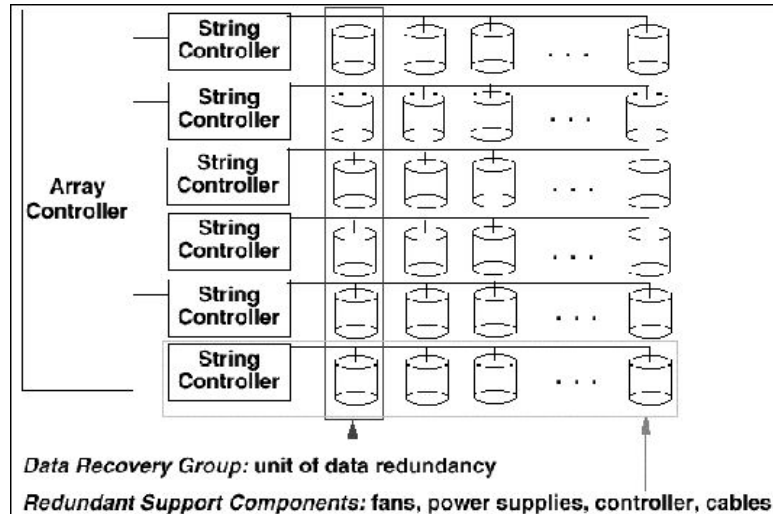 String
Controller
String
Controller
String
Controller
Array
Controller
String
Controller
String
Controller
String
Controller
Data Recovery Group: unit of data redundancy
Redundant Support Components: fans, power supplies, controller, cables